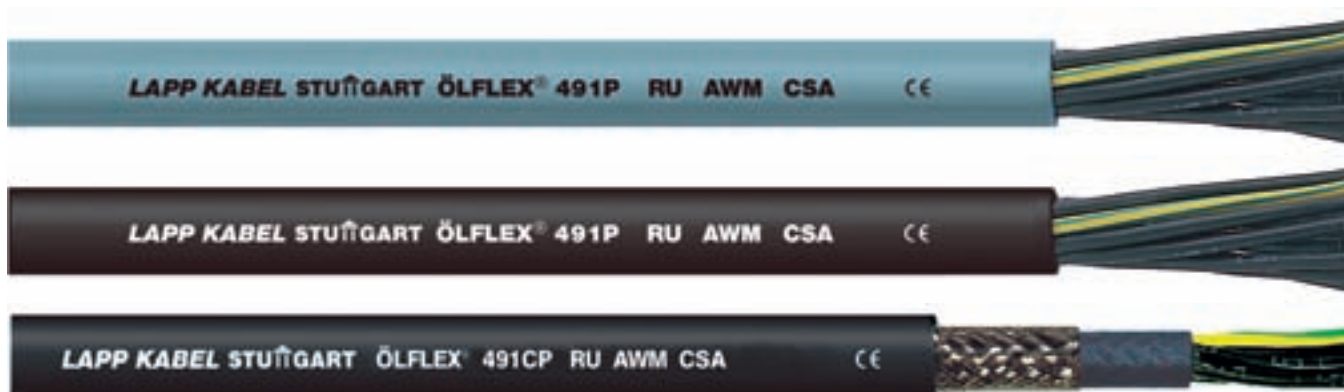 LAPP KABEL STUTTGART ÖLFLEX® 491P RU AWM CSA CE
LAPP KABEL STUTTGART ÖLFLEX® 491P RU AWM CSA CE
LAPP KABEL STUTTGART ÖLFLEX® 491CP RU AWM CSA CE